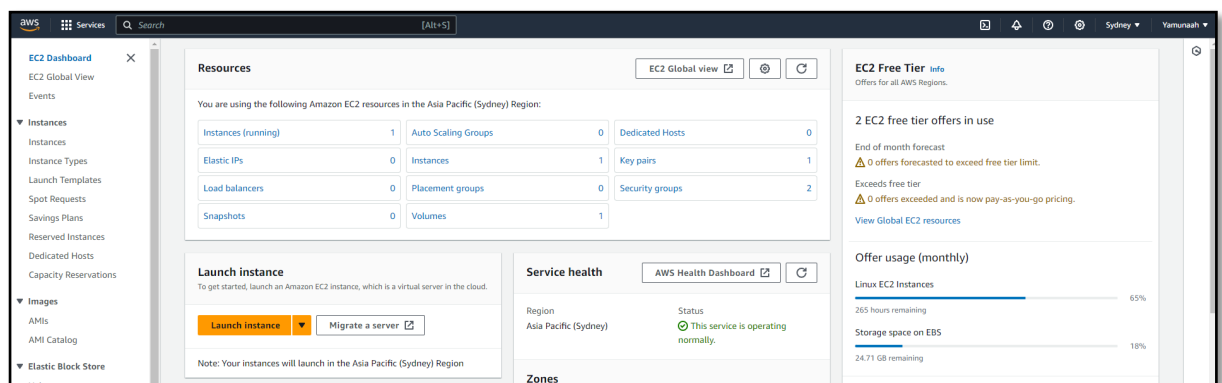 aws
Services
Search
[Alt+S]
Sydney
Yamunaah
EC2 Dashboard
EC2 Global View
Events
Instances
Instances
Instance Types
Launch Templates
Spot Requests
Savings Plans
Reserved Instances
Dedicated Hosts
Capacity Reservations
Images
AMIs
AMI Catalog
Elastic Block Store
Resources
EC2 Global view
You are using the following Amazon EC2 resources in the Asia Pacific (Sydney) Region:
Instances (running) 1 Auto Scaling Groups 0 Dedicated Hosts 0
Elastic IPs 0 Instances 1 Key pairs 1
Load balancers 0 Placement groups 0 Security groups 2
Snapshots 0 Volumes 1
Launch instance
To get started, launch an Amazon EC2 instance, which is a virtual server in the cloud.
Launch instance
Migrate a server
Note: Your instances will launch in the Asia Pacific (Sydney) Region
Service health
AWS Health Dashboard
Region
Asia Pacific (Sydney)
Status
This service is operating
normally.
Zones
EC2 Free Tier Info
Offers for all AWS Regions.
2 EC2 free tier offers in use
End of month forecast
0 offers forecasted to exceed free tier limit.
Exceeds free tier
0 offers exceeded and is now pay-as-you-go pricing.
View Global EC2 resources
Offer usage (monthly)
Linux EC2 Instances
65%
265 hours remaining
Storage space on EBS
18%
24.71 GB remaining